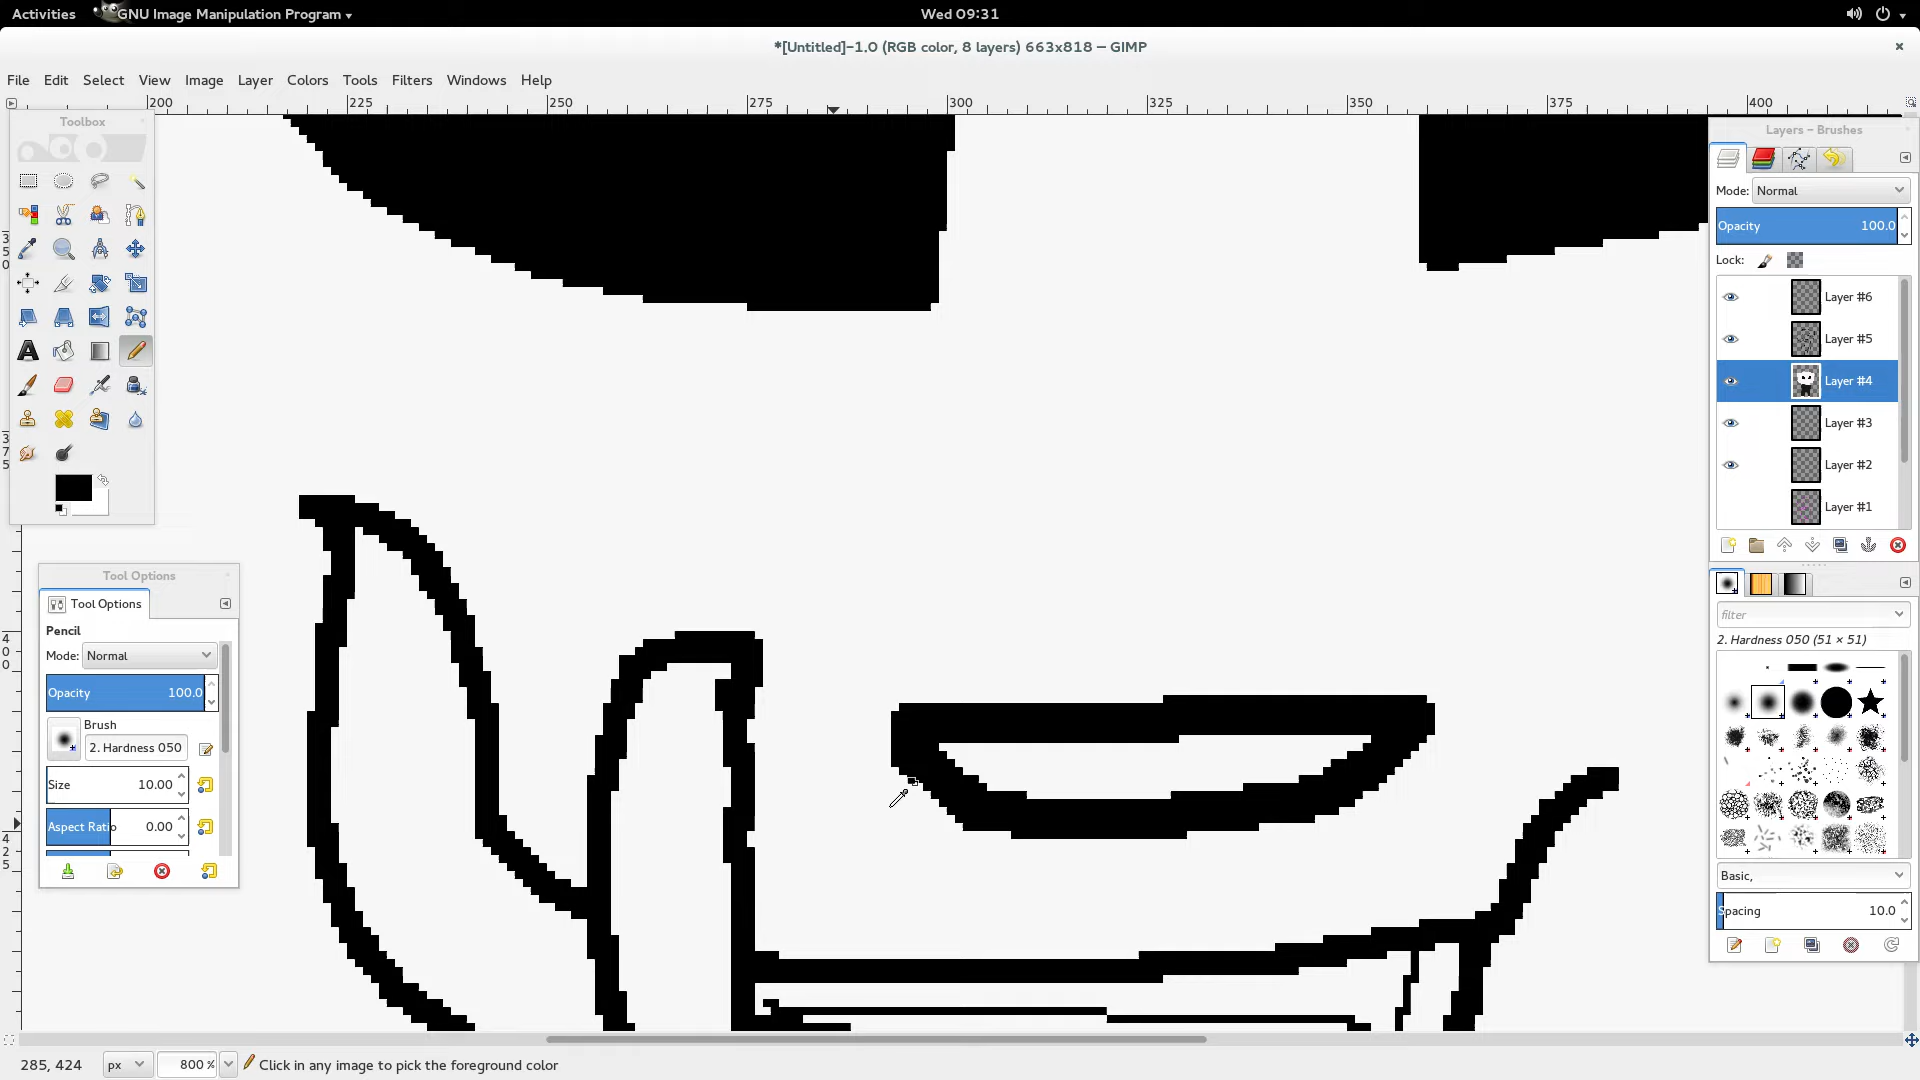 Activities GNU Image Manipulation Program Wed 09:31
*[Untitled]-1.0 (RGB color, 8 layers) 663x818 – GIMP
File Edit Select View Image Layer Colors Tools Filters Windows Help
200 225 250 275 300 325 350 375 400
Toolbox
Layers – Brushes
Mode: Normal
Opacity 100.0
Lock:
Layer #6
Layer #5
Layer #4
Layer #3
Layer #2
Layer #1
350
375
400
425
Tool Options
Tool Options
Pencil
Mode: Normal
Opacity 100.0
Brush
2. Hardness 050
Size 10.00
Aspect Ratio 0.00
filter
2. Hardness 050 (51 × 51)
Basic,
Spacing 10.0
285, 424 px 800 % Click in any image to pick the foreground color